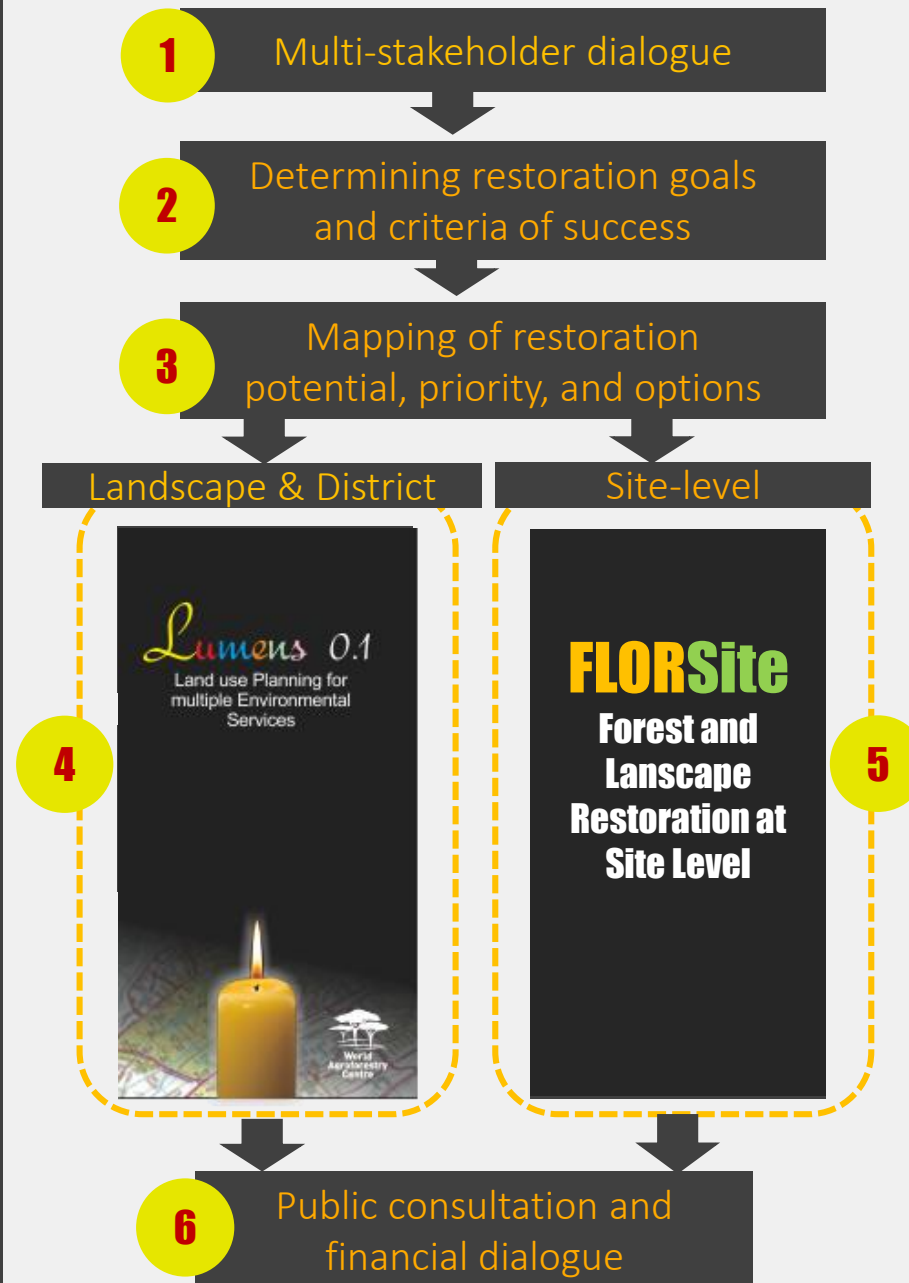 1
Multi-stakeholder dialogue
2
Determining restoration goals
and criteria of success
3
Mapping of restoration
potential, priority, and options
Landscape & District
Site-level
4
Lumens 0.1
Land use Planning for
multiple Environmental
Services
World
Agroforestry
Centre
FLORSite
Forest and
Lanscape
Restoration at
Site Level
5
6
Public consultation and
financial dialogue